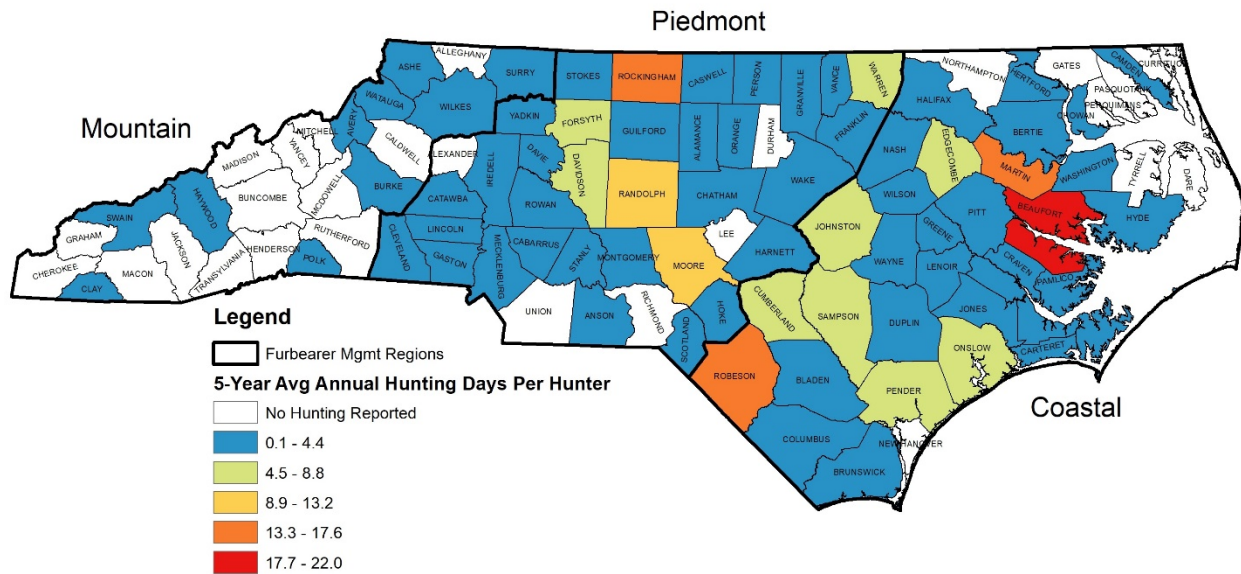 Piedmont
Mountain
Coastal
ALLEGHANY
ASHE
SURRY
STOKES
ROCKINGHAM
CASWELL
PERSON
GRANVILLE
VANCE
WARREN
NORTHAMPTON
GATES
HERTFORD
CAMDEN
CURRITUCK
PASQUOTANK
PERQUIMANS
CHOWAN
HALIFAX
BERTIE
WATAUGA
WILKES
YADKIN
FORSYTH
GUILFORD
ALAMANCE
ORANGE
DURHAM
FRANKLIN
NASH
EDGECOMBE
MARTIN
WASHINGTON
TYRRELL
DARE
MITCHELL
AVERY
YANCEY
MADISON
CALDWELL
ALEXANDER
IREDELL
DAVIE
DAVIDSON
RANDOLPH
CHATHAM
WAKE
WILSON
PITT
BEAUFORT
HYDE
BUNCOMBE
MCDOWELL
BURKE
CATAWBA
ROWAN
HAYWOOD
SWAIN
GRAHAM
CHEROKEE
CLAY
MACON
JACKSON
TRANSYLVANIA
HENDERSON
POLK
RUTHERFORD
CLEVELAND
LINCOLN
GASTON
MECKLENBURG
CABARRUS
STANLY
MONTGOMERY
MOORE
LEE
HARNETT
JOHNSTON
GREENE
WAYNE
LENOIR
CRAVEN
PAMLICO
UNION
ANSON
RICHMOND
SCOTLAND
HOKE
CUMBERLAND
SAMPSON
DUPLIN
JONES
CARTERET
ONSLOW
ROBESON
BLADEN
PENDER
COLUMBUS
BRUNSWICK
NEW HANOVER
Legend
Furbearer Mgmt Regions
5-Year Avg Annual Hunting Days Per Hunter
No Hunting Reported
0.1 - 4.4
4.5 - 8.8
8.9 - 13.2
13.3 - 17.6
17.7 - 22.0